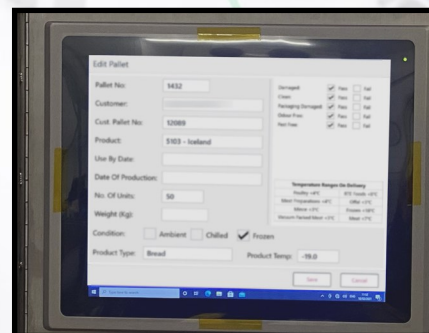 Edit Pallet
Pallet No: 1432
Customer:
Cust. Pallet No: 12089
Product: 5103 - Iceland
Use By Date:
Date Of Production:
No. Of Units: 50
Weight (Kg):
Condition: Ambient Chilled Frozen
Product Type: Bread Product Temp: -19.0
Damaged: Pass Fail
Clean: Pass Fail
Packaging Damaged: Pass Fail
Odour Free: Pass Fail
Pest Free: Pass Fail
Temperature Ranges On Delivery
Save Cancel